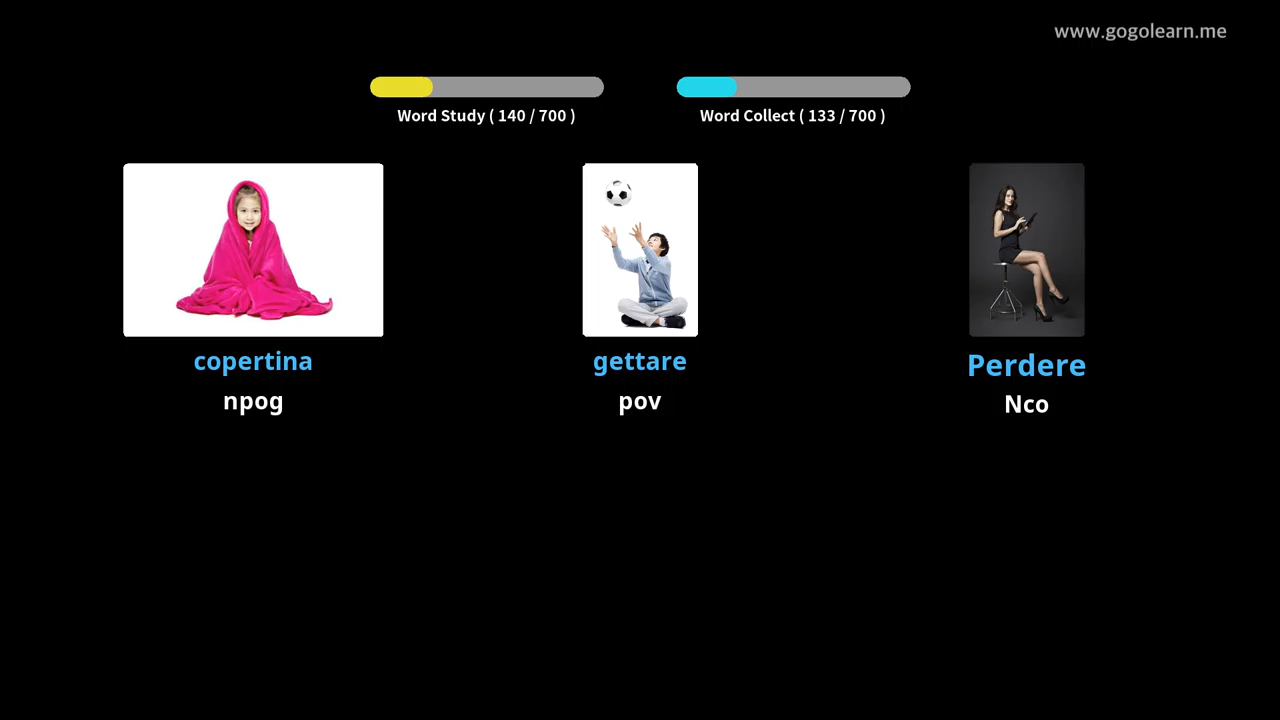 www.gogolearn.me
Word Study ( 140 / 700 )
Word Collect ( 133 / 700 )
copertina
gettare
Perdere
npog
pov
Nco